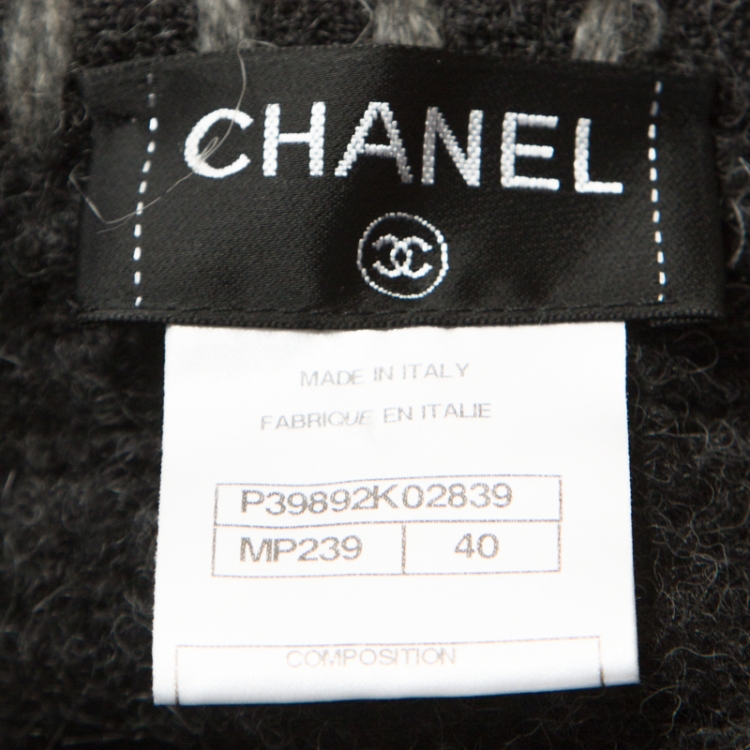 CHANEL
MADE IN ITALY
FABRIQUE EN ITALIE
P39892K02839
MP239 40
COMPOSITION